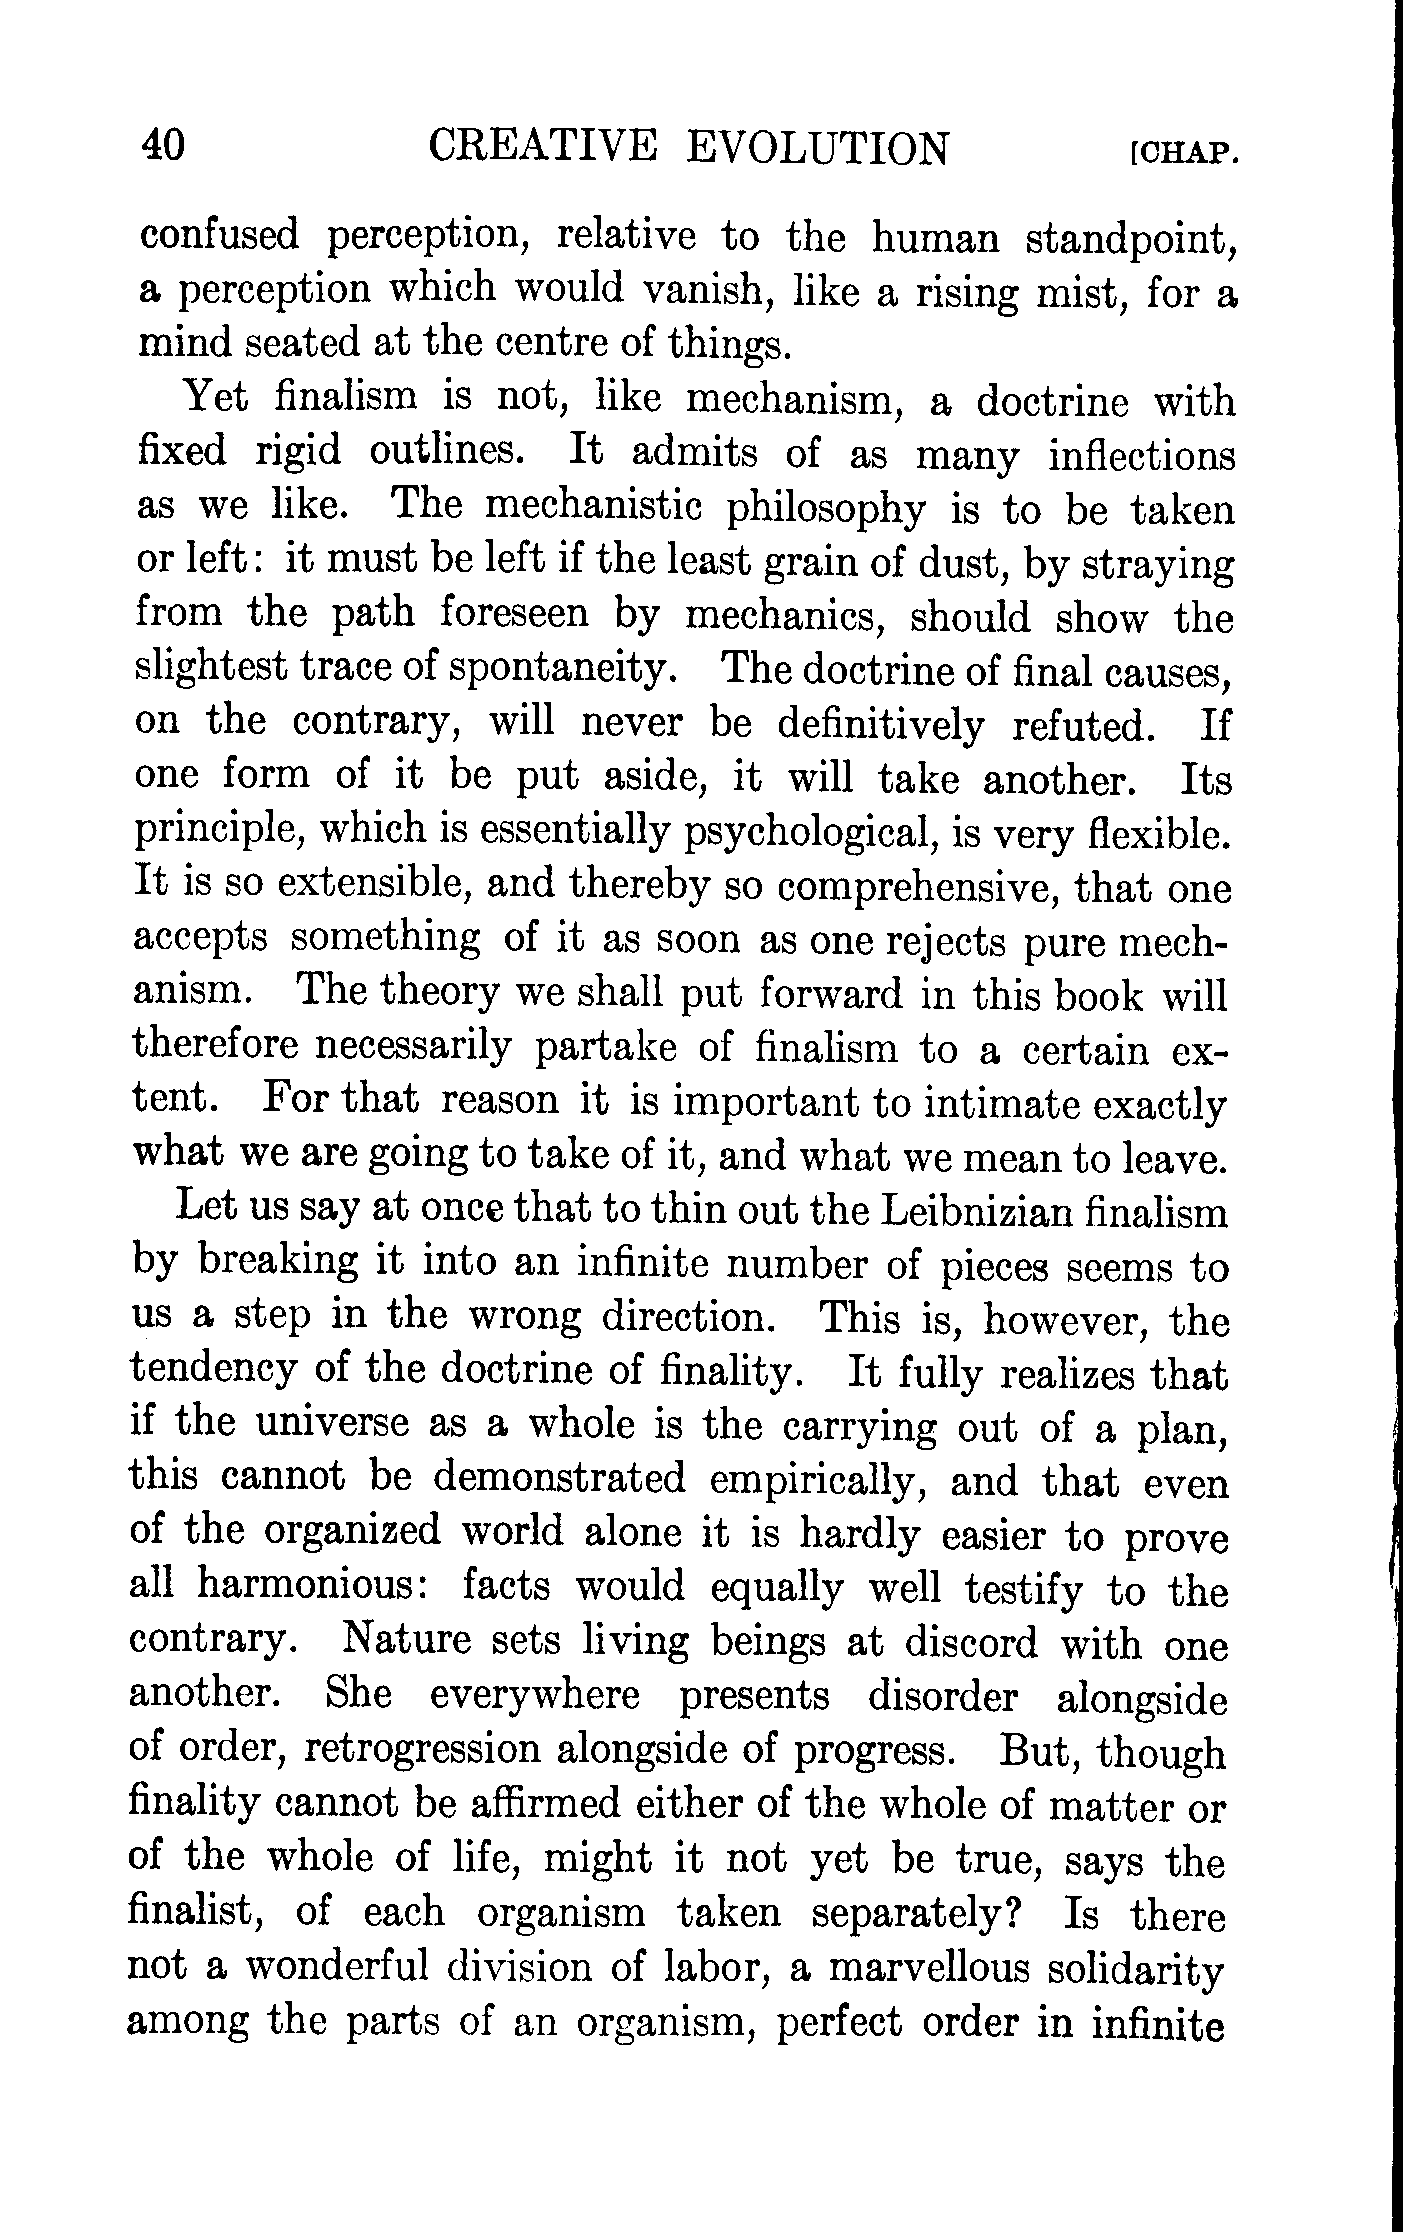 40 CREATIVE EVOLUTION [CHAP.
confused perception, relative to the human standpoint,
a perception which would vanish, like a rising mist, for a
mind seated at the centre of things.
Yet finalism is not, like mechanism, a doctrine with
fixed rigid outlines. It admits of as many inflections
as we like. The mechanistic philosophy is to be taken
or left: it must be left if the least grain of dust, by straying
from the path foreseen by mechanics, should show the
slightest trace of spontaneity. The doctrine of final causes,
on the contrary, will never be definitively refuted. If
one form of it be put aside, it will take another. Its
principle, which is essentially psychological, is very flexible.
It is so extensible, and thereby so comprehensive, that one
accepts something of it as soon as one rejects pure mech-
anism. The theory we shall put forward in this book will
therefore necessarily partake of finalism to a certain ex-
tent. For that reason it is important to intimate exactly
what we are going to take of it, and what we mean to leave.
Let us say at once that to thin out the Leibnizian finalism
by breaking it into an infinite number of pieces seems to
us a step in the wrong direction. This is, however, the
tendency of the doctrine of finality. It fully realizes that
if the universe as a whole is the carrying out of a plan,
this cannot be demonstrated empirically, and that even
of the organized world alone it is hardly easier to prove
all harmonious: facts would equally well testify to the
contrary. Nature sets living beings at discord with one
another. She everywhere presents disorder alongside
of order, retrogression alongside of progress. But, though
finality cannot be affirmed either of the whole of matter or
of the whole of life, might it not yet be true, says the
finalist, of each organism taken separately? Is there
not a wonderful division of labor, a marvellous solidarity
among the parts of an organism, perfect order in infinite